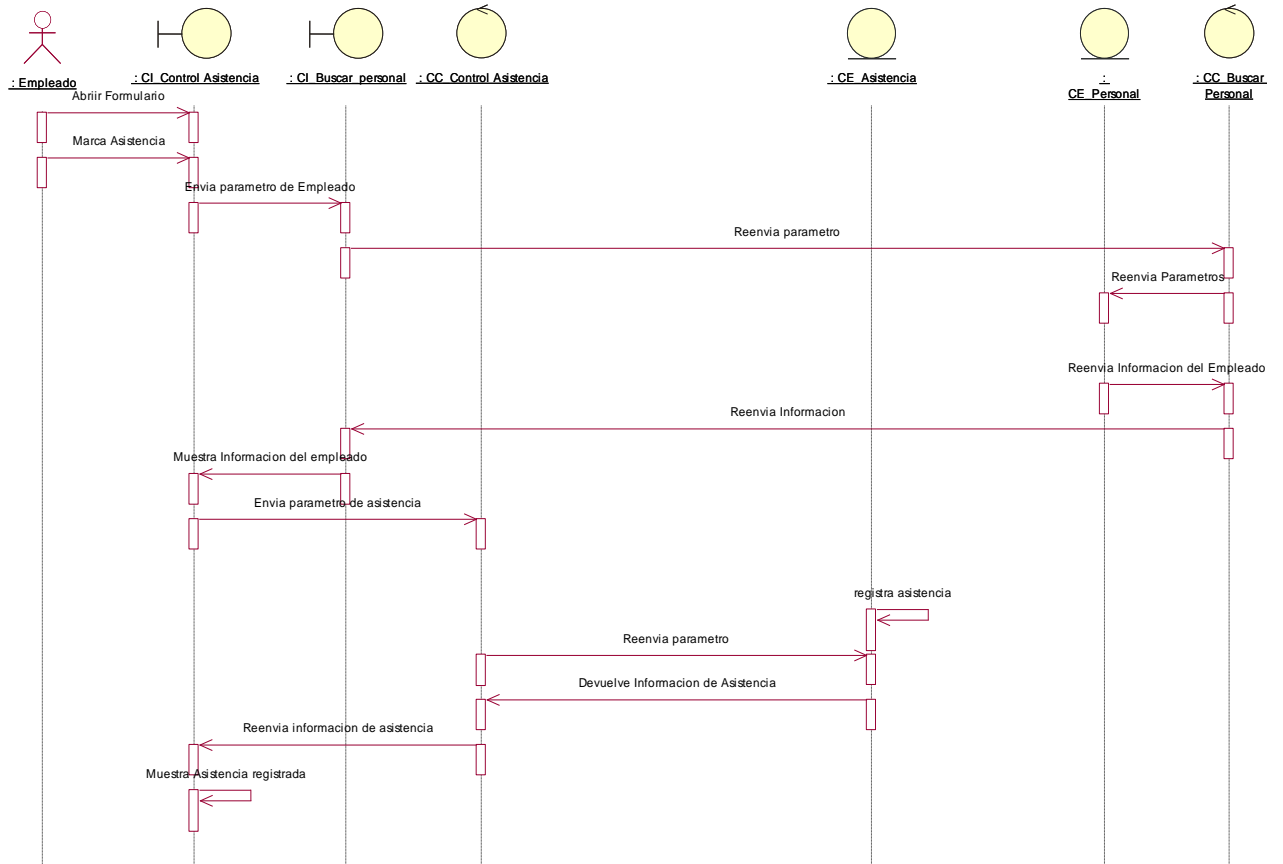 : Empleado
: CI_Control Asistencia
: CI_Buscar_personal
: CC_Control Asistencia
: CE_Asistencia
:
CE_Personal
: CC_Buscar
Personal
Abriir Formulario
Marca Asistencia
Envia parametro de Empleado
Reenvia parametro
Reenvia Parametros
Reenvia Informacion del Empleado
Reenvia Informacion
Muestra Informacion del empleado
Envia parametro de asistencia
registra asistencia
Reenvia parametro
Devuelve Informacion de Asistencia
Reenvia informacion de asistencia
Muestra Asistencia registrada